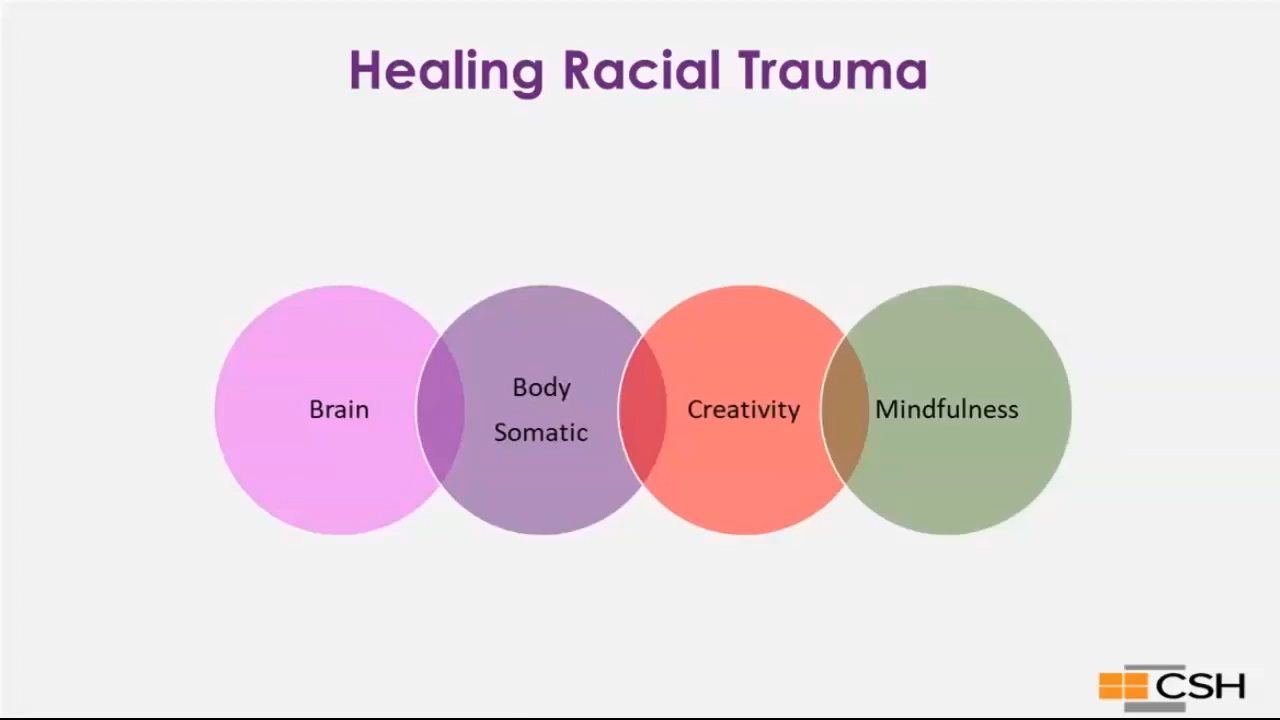 Healing Racial Trauma
Brain
Body
Somatic
Creativity
Mindfulness
CSH